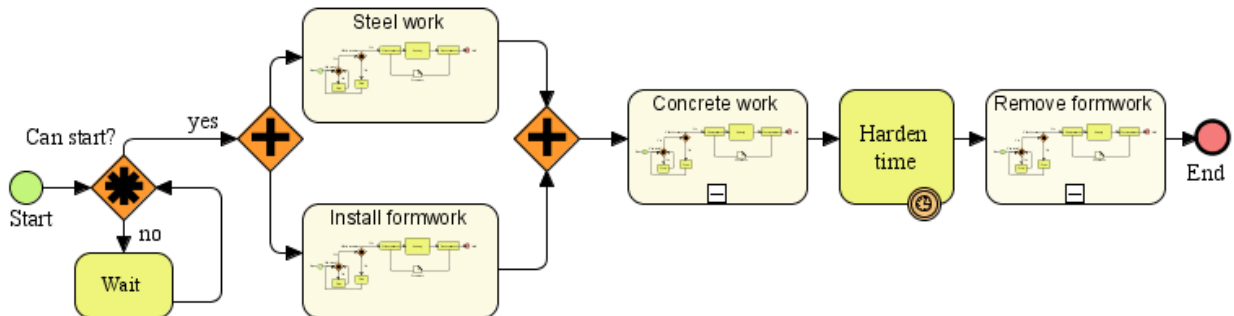 Steel work
Can start?
yes
Start
no
Wait
Install formwork
Concrete work
Harden
time
Remove formwork
End